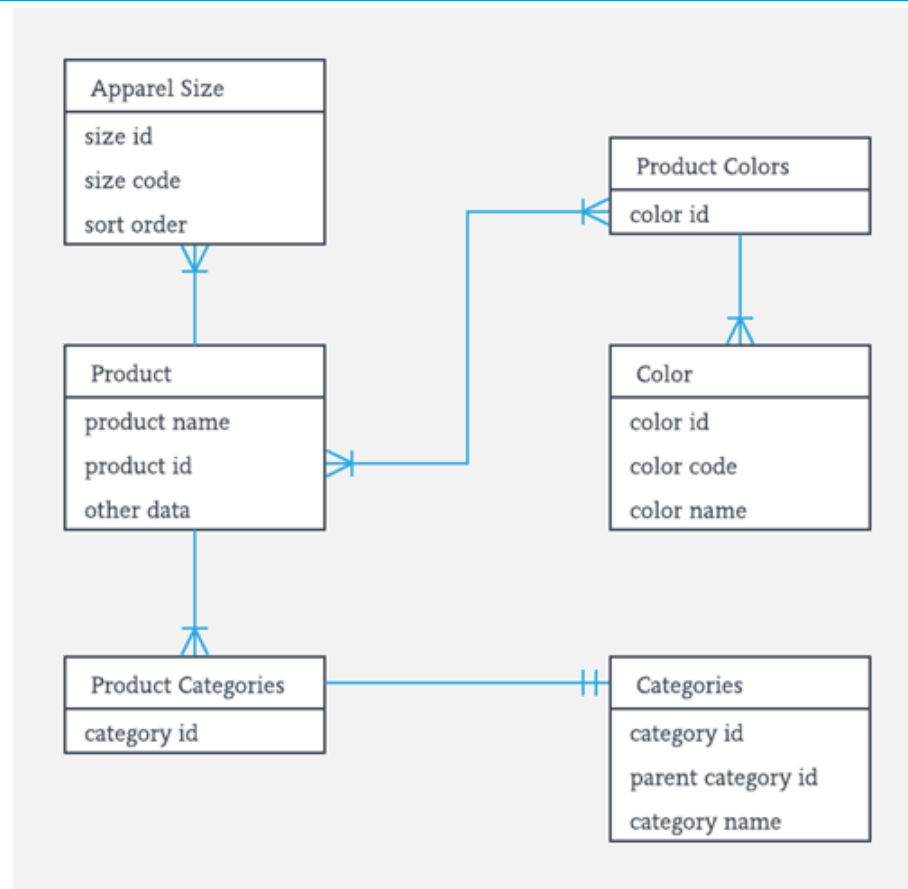 Apparel Size
size id
size code
sort order
Product Colors
color id
Product
product name
product id
other data
Color
color id
color code
color name
Product Categories
category id
Categories
category id
parent category id
category name